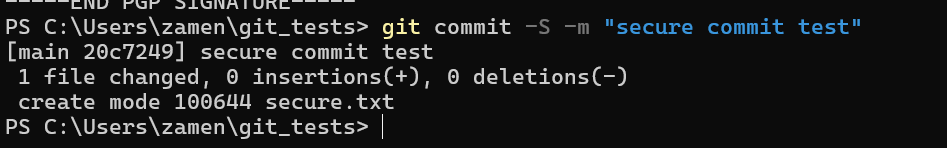 -----END PGP SIGNATURE-----
PS C:\Users\zamen\git_tests> git commit -S -m "secure commit test"
[main 20c7249] secure commit test
 1 file changed, 0 insertions(+), 0 deletions(-)
 create mode 100644 secure.txt
PS C:\Users\zamen\git_tests>